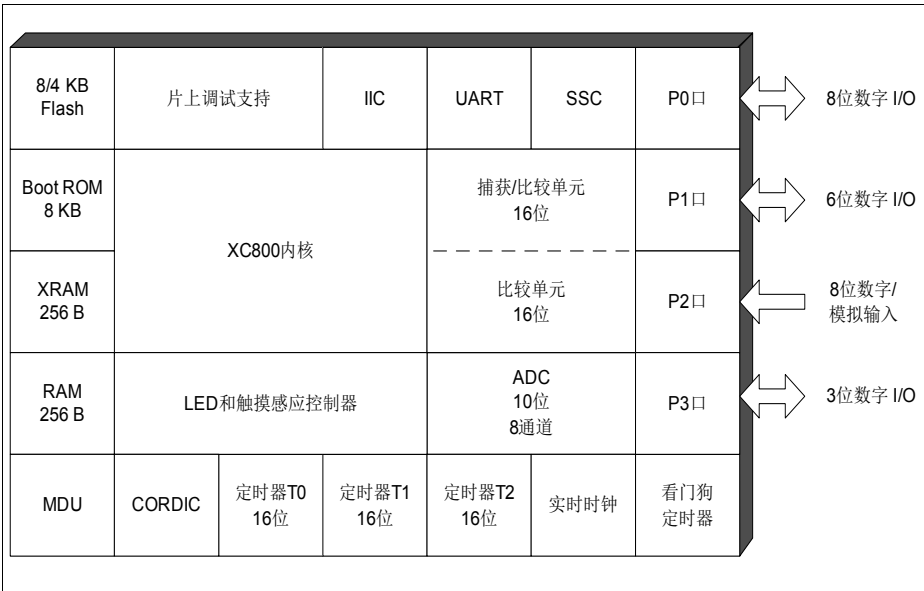 8/4 KB
Flash
片上调试支持
IIC
UART
SSC
P0口
8位数字 I/O
Boot ROM
8 KB
XC800内核
捕获/比较单元
16位
P1口
6位数字 I/O
XRAM
256 B
比较单元
16位
P2口
8位数字/
模拟输入
RAM
256 B
LED和触摸感应控制器
ADC
10位
8通道
P3口
3位数字 I/O
MDU
CORDIC
定时器T0
16位
定时器T1
16位
定时器T2
16位
实时时钟
看门狗
定时器